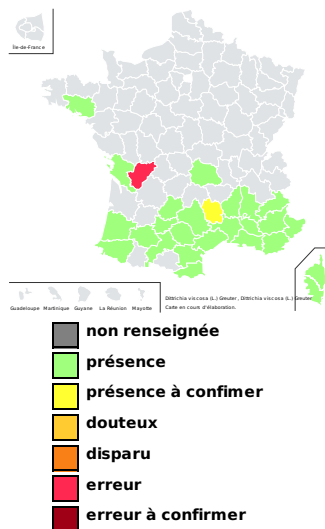 Île-de-France
Guadeloupe Martinique Guyane La Réunion Mayotte
Dittrichia viscosa (L.) Greuter , Dittrichia viscosa (L.) Greuter
Carte en cours d'élaboration.
non renseignée
présence
présence à confimer
douteux
disparu
erreur
erreur à confirmer